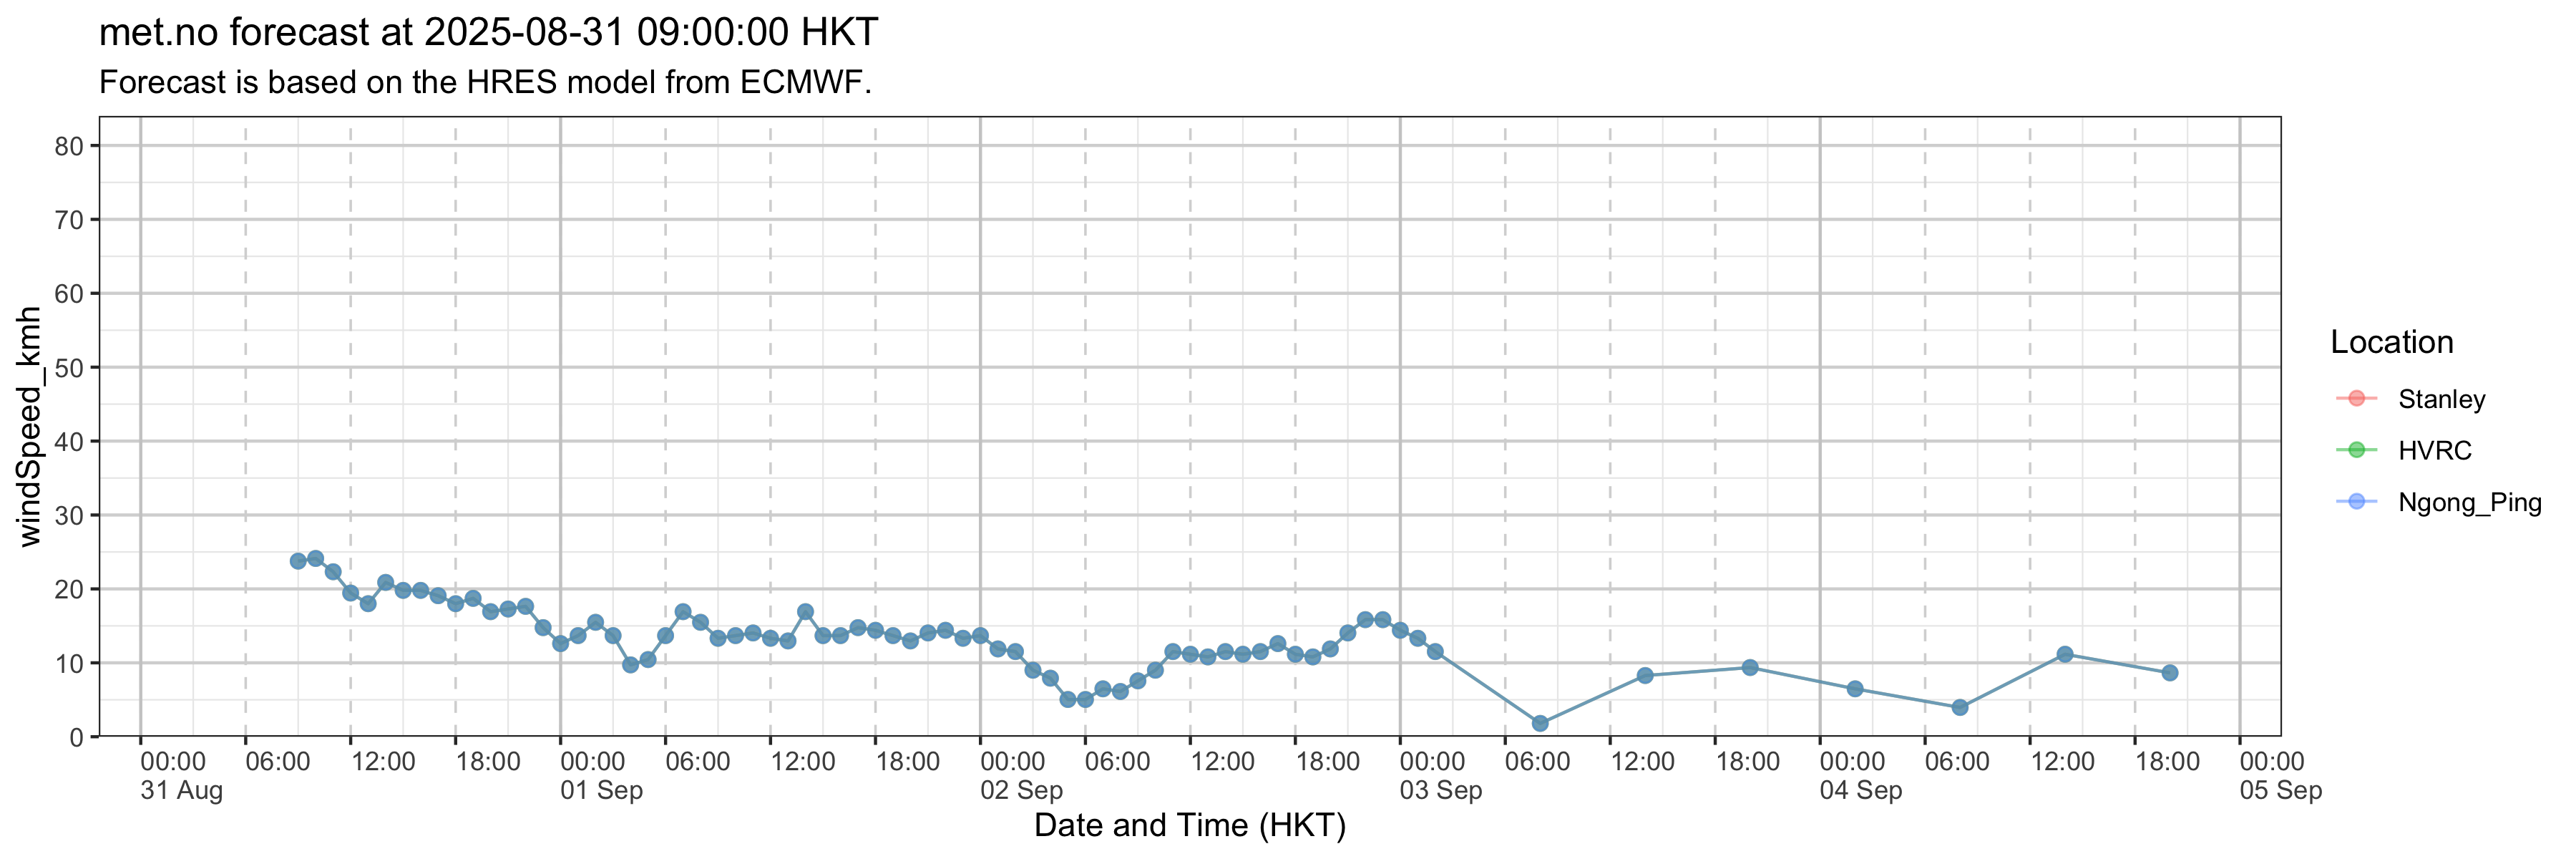 met.no forecast at 2025-08-31 09:00:00 HKT
Forecast is based on the HRES model from ECMWF.
windSpeed_kmh
80
70
60
50
40
30
20
10
0
00:00 06:00 12:00 18:00 00:00 06:00 12:00 18:00 00:00 06:00 12:00 18:00 00:00 06:00 12:00 18:00 00:00 06:00 12:00 18:00 00:00
31 Aug 01 Sep 02 Sep 03 Sep 04 Sep 05 Sep
Date and Time (HKT)
Location
Stanley
HVRC
Ngong_Ping